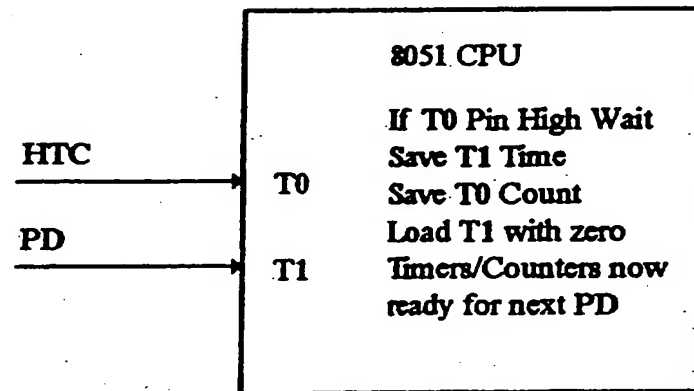 8051 CPU
If T0 Pin High Wait
HTC
Save T1 Time
T0
Save T0 Count
PD
Load T1 with zero
T1
Timers/Counters now
ready for next PD